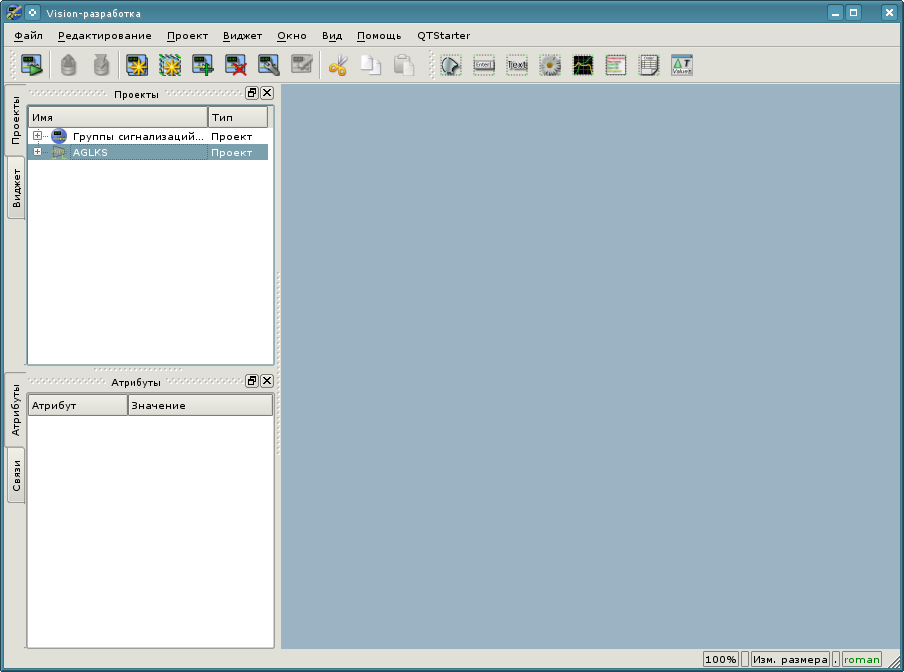 Vision-разработка
Файл Редактирование Проект Виджет Окно Вид Помощь QTStarter
Enter Text
Values
Проекты
Проекты
Виджет
Имя Тип
Группы сигнализаций... Проект
AGLKS Проект
Атрибуты
Атрибуты
Связи
Атрибут Значение
100% Изм. размера . roman